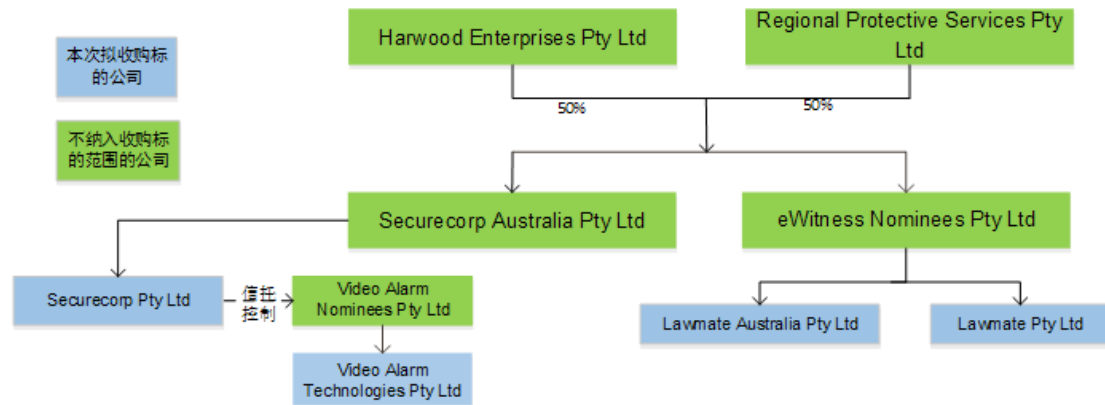 Harwood Enterprises Pty Ltd
Regional Protective Services Pty
Ltd
本次拟收购标
的公司
50%
50%
不纳入收购标
的范围的公司
Securecorp Australia Pty Ltd
eWitness Nominees Pty Ltd
Securecorp Pty Ltd
信托
控制
Video Alarm
Nominees Pty Ltd
Lawmate Australia Pty Ltd
Lawmate Pty Ltd
Video Alarm
Technologies Pty Ltd